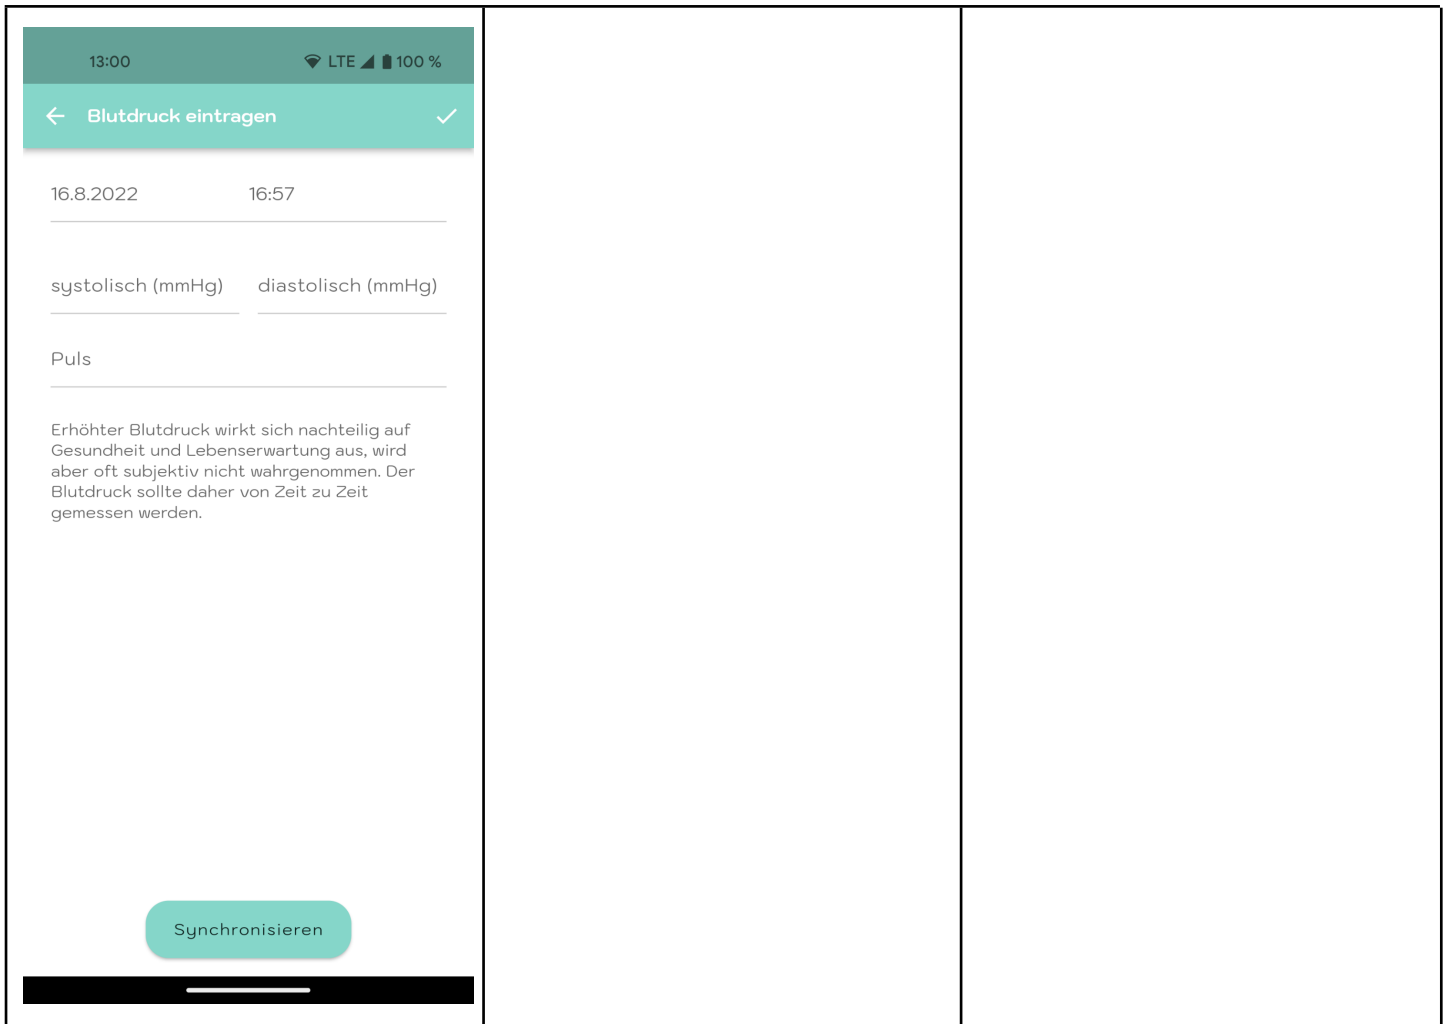 13:00 LTE 100 %
Blutdruck eintragen
16.8.2022 16:57
systolisch (mmHg) diastolisch (mmHg)
Puls
Erhöhter Blutdruck wirkt sich nachteilig auf
Gesundheit und Lebenserwartung aus, wird
aber oft subjektiv nicht wahrgenommen. Der
Blutdruck sollte daher von Zeit zu Zeit
gemessen werden.
Synchronisieren